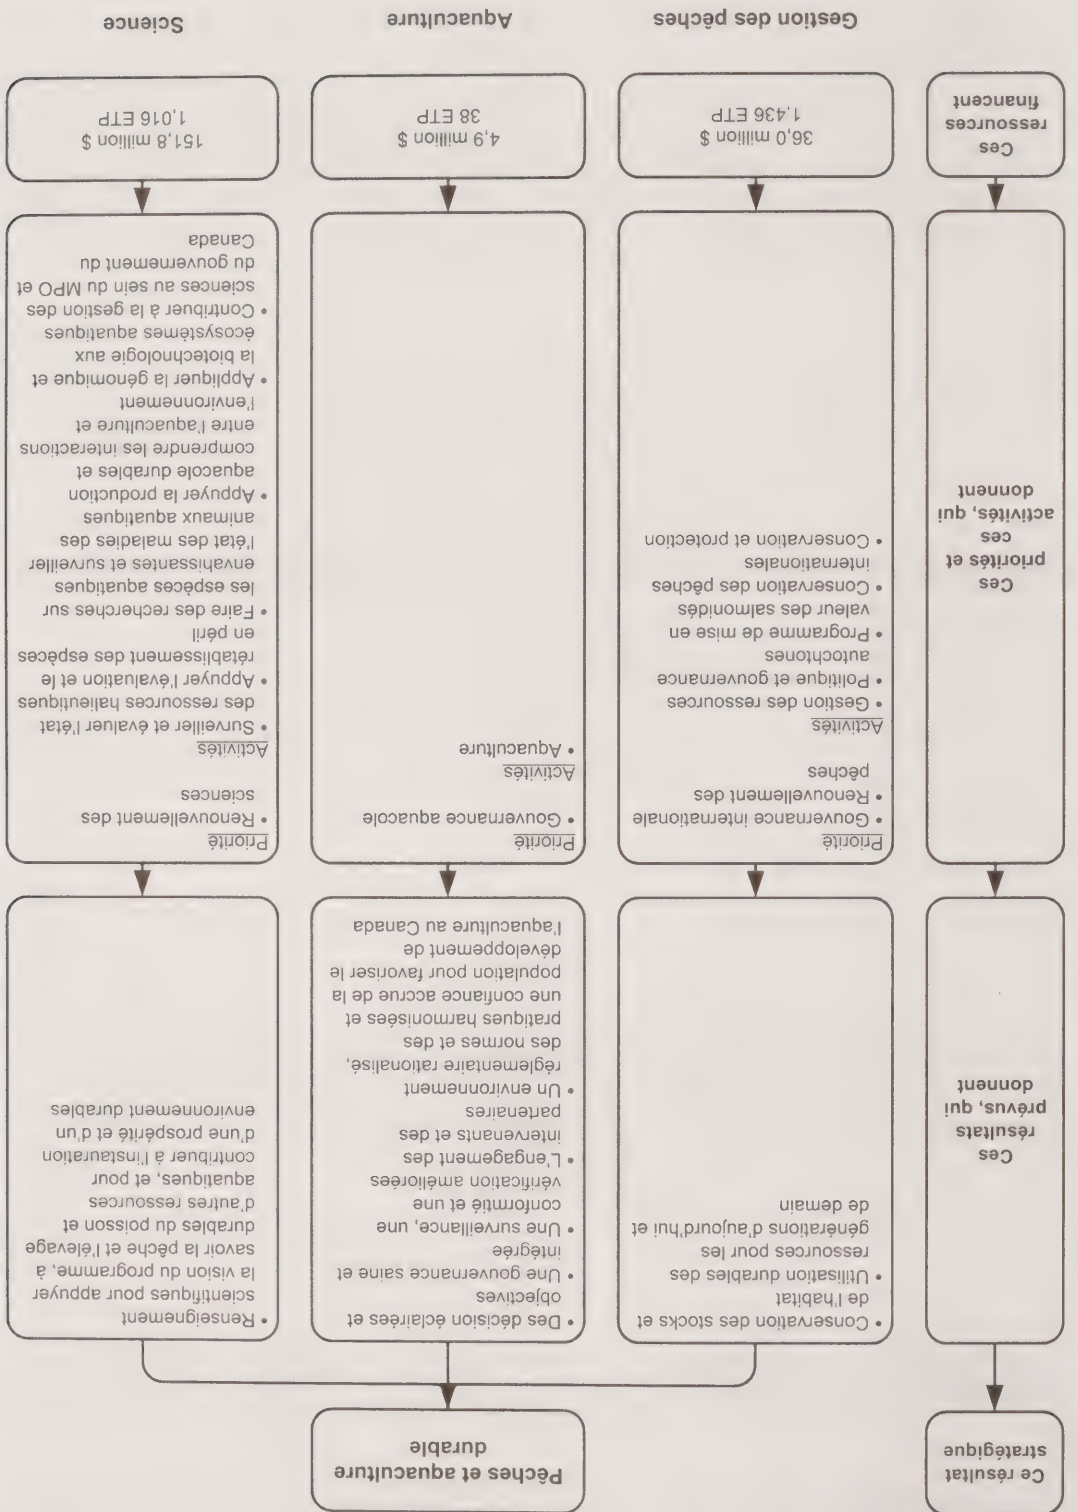 Ce résultat
stratégique
Pêches et aquaculture
durable
Ces
résultats
prévus, qui
donnent
• Conservation des stocks et
de l'habitat
• Utilisation durables des
ressources pour les
générations d'aujourd'hui et
de demain
• Des décision éclairées et
objectives
• Une gouvernance saine et
intégrée
• Une surveillance, une
conformité et une
vérification améliorées
• L'engagement des
intervenants et des
partenaires
• Un environnement
réglementaire rationalisé,
des normes et des
pratiques harmonisées et
une confiance accrue de la
population pour favoriser le
développement de
l'aquaculture au Canada
• Renseignement
scientifiques pour appuyer
la vision du programme, à
savoir la pêche et l'élevage
durables du poisson et
d'autres ressources
aquatiques, et pour
contribuer à l'instauration
d'une prospérité et d'un
environnement durables
Ces
priorités et
ces
activités, qui
donnent
Priorité
• Gouvernance internationale
• Renouvellement des
pêches
Activités
• Gestion des ressources
• Politique et gouvernance
autochtones
• Programme de mise en
valeur des salmonidés
• Conservation des pêches
internationales
• Conservation et protection
Priorité
• Gouvernance aquacole
Activités
• Aquaculture
Priorité
• Renouvellement des
sciences
Activités
• Surveiller et évaluer l'état
des ressources halieutiques
• Appuyer l'évaluation et le
rétablissement des espèces
en péril
• Faire des recherches sur
les espèces aquatiques
envahissantes et surveiller
l'état des maladies des
animaux aquatiques
• Appuyer la production
aquacole durables et
comprendre les interactions
entre l'aquaculture et
l'environnement
• Appliquer la génomique et
la biotechnologie aux
écosystèmes aquatiques
• Contribuer à la gestion des
sciences au sein du MPO et
du gouvernement du
Canada
Ces
ressources
financent
36,0 million $
1.436 ETP
4,9 million $
38 ETP
151,8 million $
1,016 ETP
Gestion des pêches
Aquaculture
Science